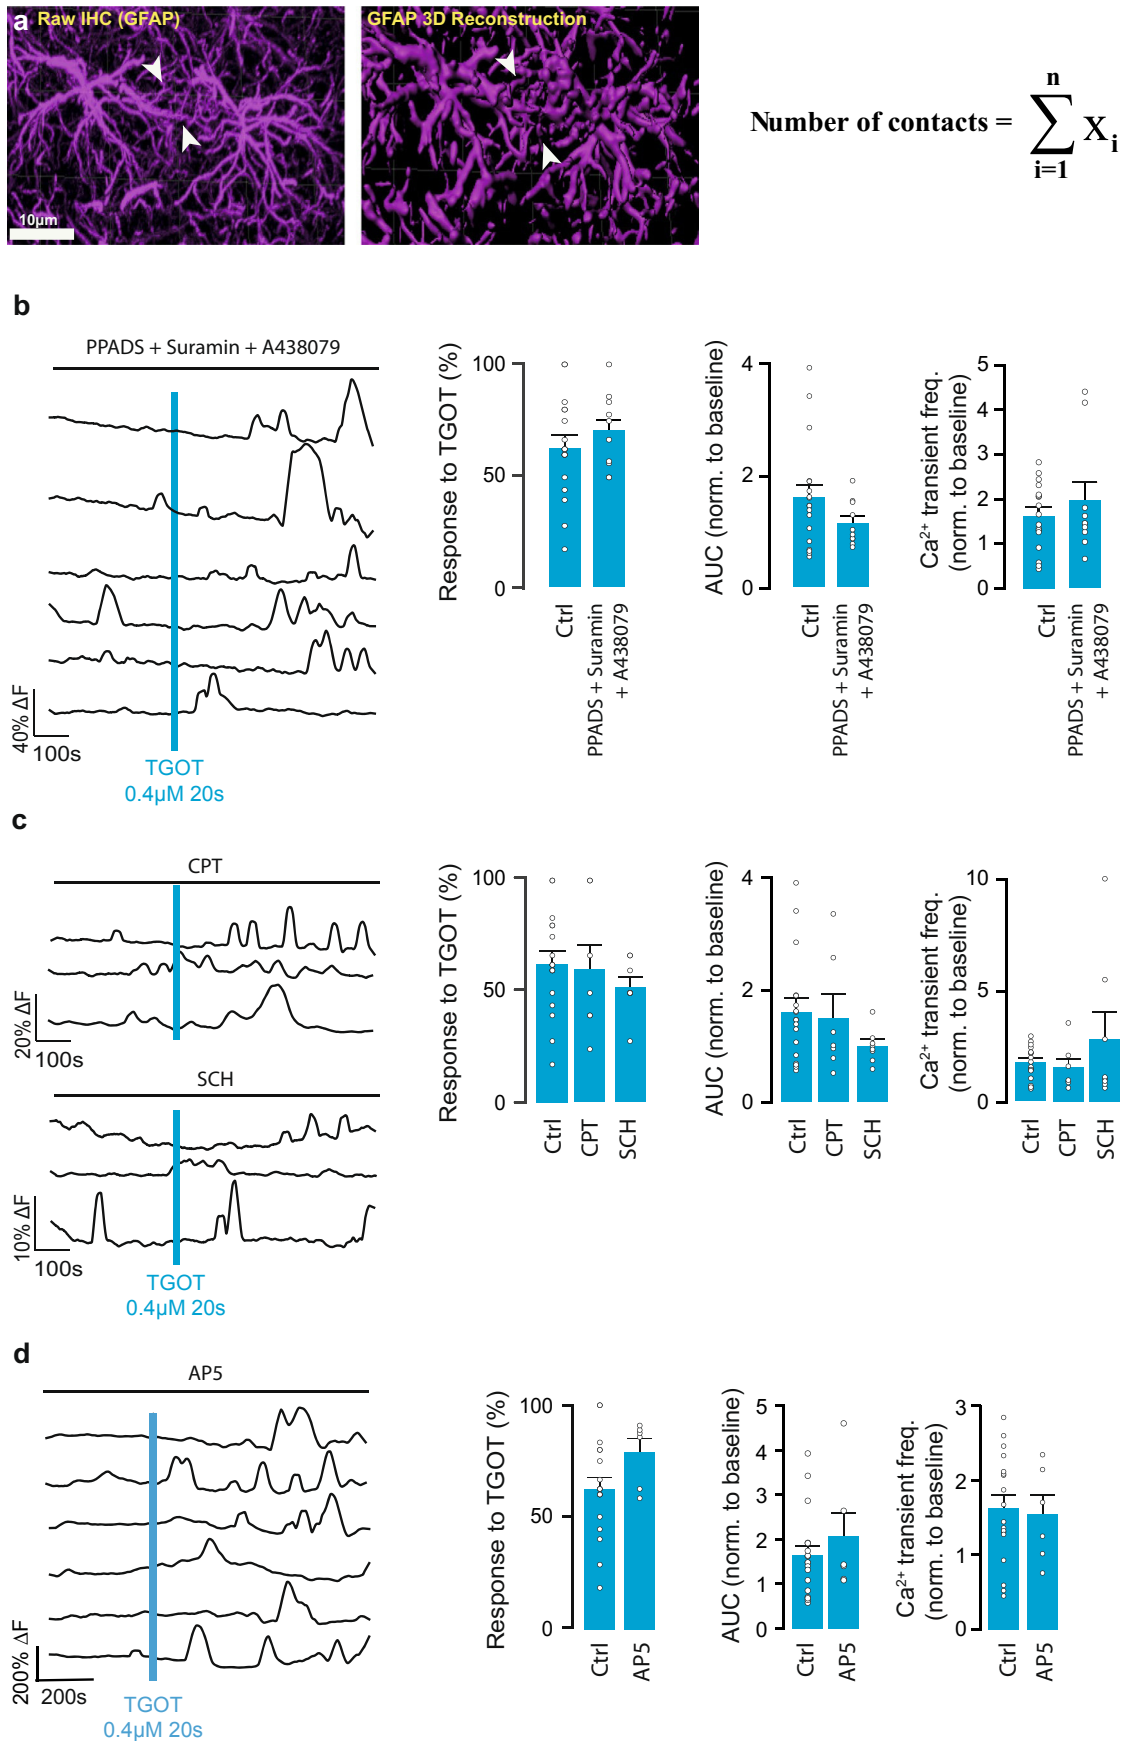 a Raw IHC (GFAP)
GFAP 3D Reconstruction
10µm
Number of contacts = n ∑ i=1 X i
b
PPADS + Suramin + A438079
40% ΔF
100s
TGOT
0.4µM 20s
Response to TGOT (%)
100
50
0
Ctrl
PPADS + Suramin
+ A438079
AUC (norm. to baseline)
4
2
0
Ctrl
PPADS + Suramin
+ A438079
Ca2+ transient freq.
(norm. to baseline)
5
4
3
2
1
0
Ctrl
PPADS + Suramin
+ A438079
c
CPT
20% ΔF
100s
SCH
10% ΔF
100s
TGOT
0.4µM 20s
Response to TGOT (%)
100
50
0
Ctrl
CPT
SCH
AUC (norm. to baseline)
4
2
0
Ctrl
CPT
SCH
Ca2+ transient freq.
(norm. to baseline)
10
5
0
Ctrl
CPT
SCH
d
AP5
200% ΔF
200s
TGOT
0.4µM 20s
Response to TGOT (%)
100
50
0
Ctrl
AP5
AUC (norm. to baseline)
5
4
3
2
1
0
Ctrl
AP5
Ca2+ transient freq.
(norm. to baseline)
3
2
1
0
Ctrl
AP5